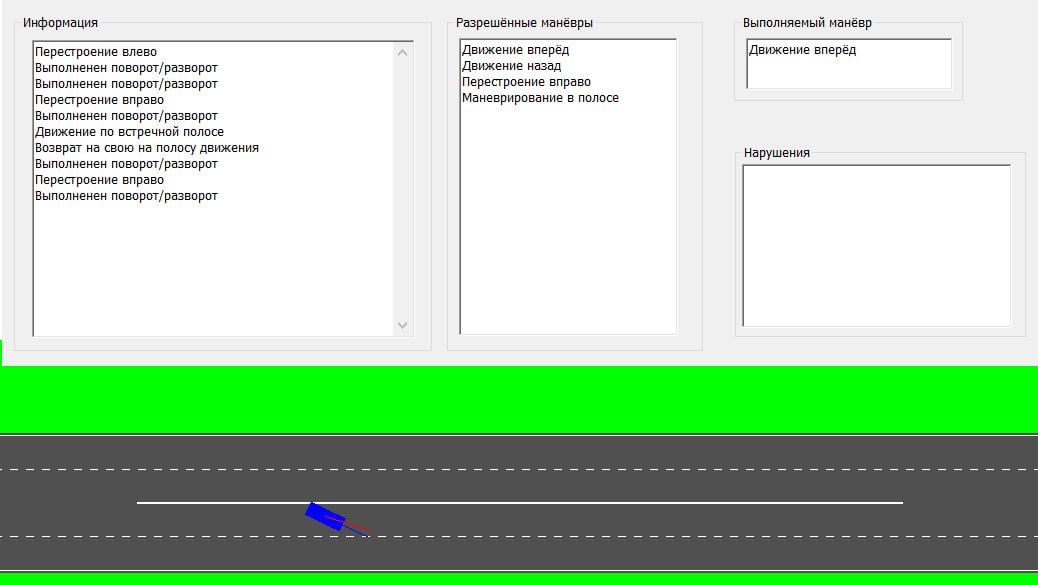 Информация
Перестроение влево
Выполненен поворот/разворот
Выполненен поворот/разворот
Перестроение вправо
Выполненен поворот/разворот
Движение по встречной полосе
Возврат на свою на полосу движения
Выполненен поворот/разворот
Перестроение вправо
Выполненен поворот/разворот
Разрешённые манёвры
Движение вперёд
Движение назад
Перестроение вправо
Маневрирование в полосе
Выполняемый манёвр
Движение вперёд
Нарушения